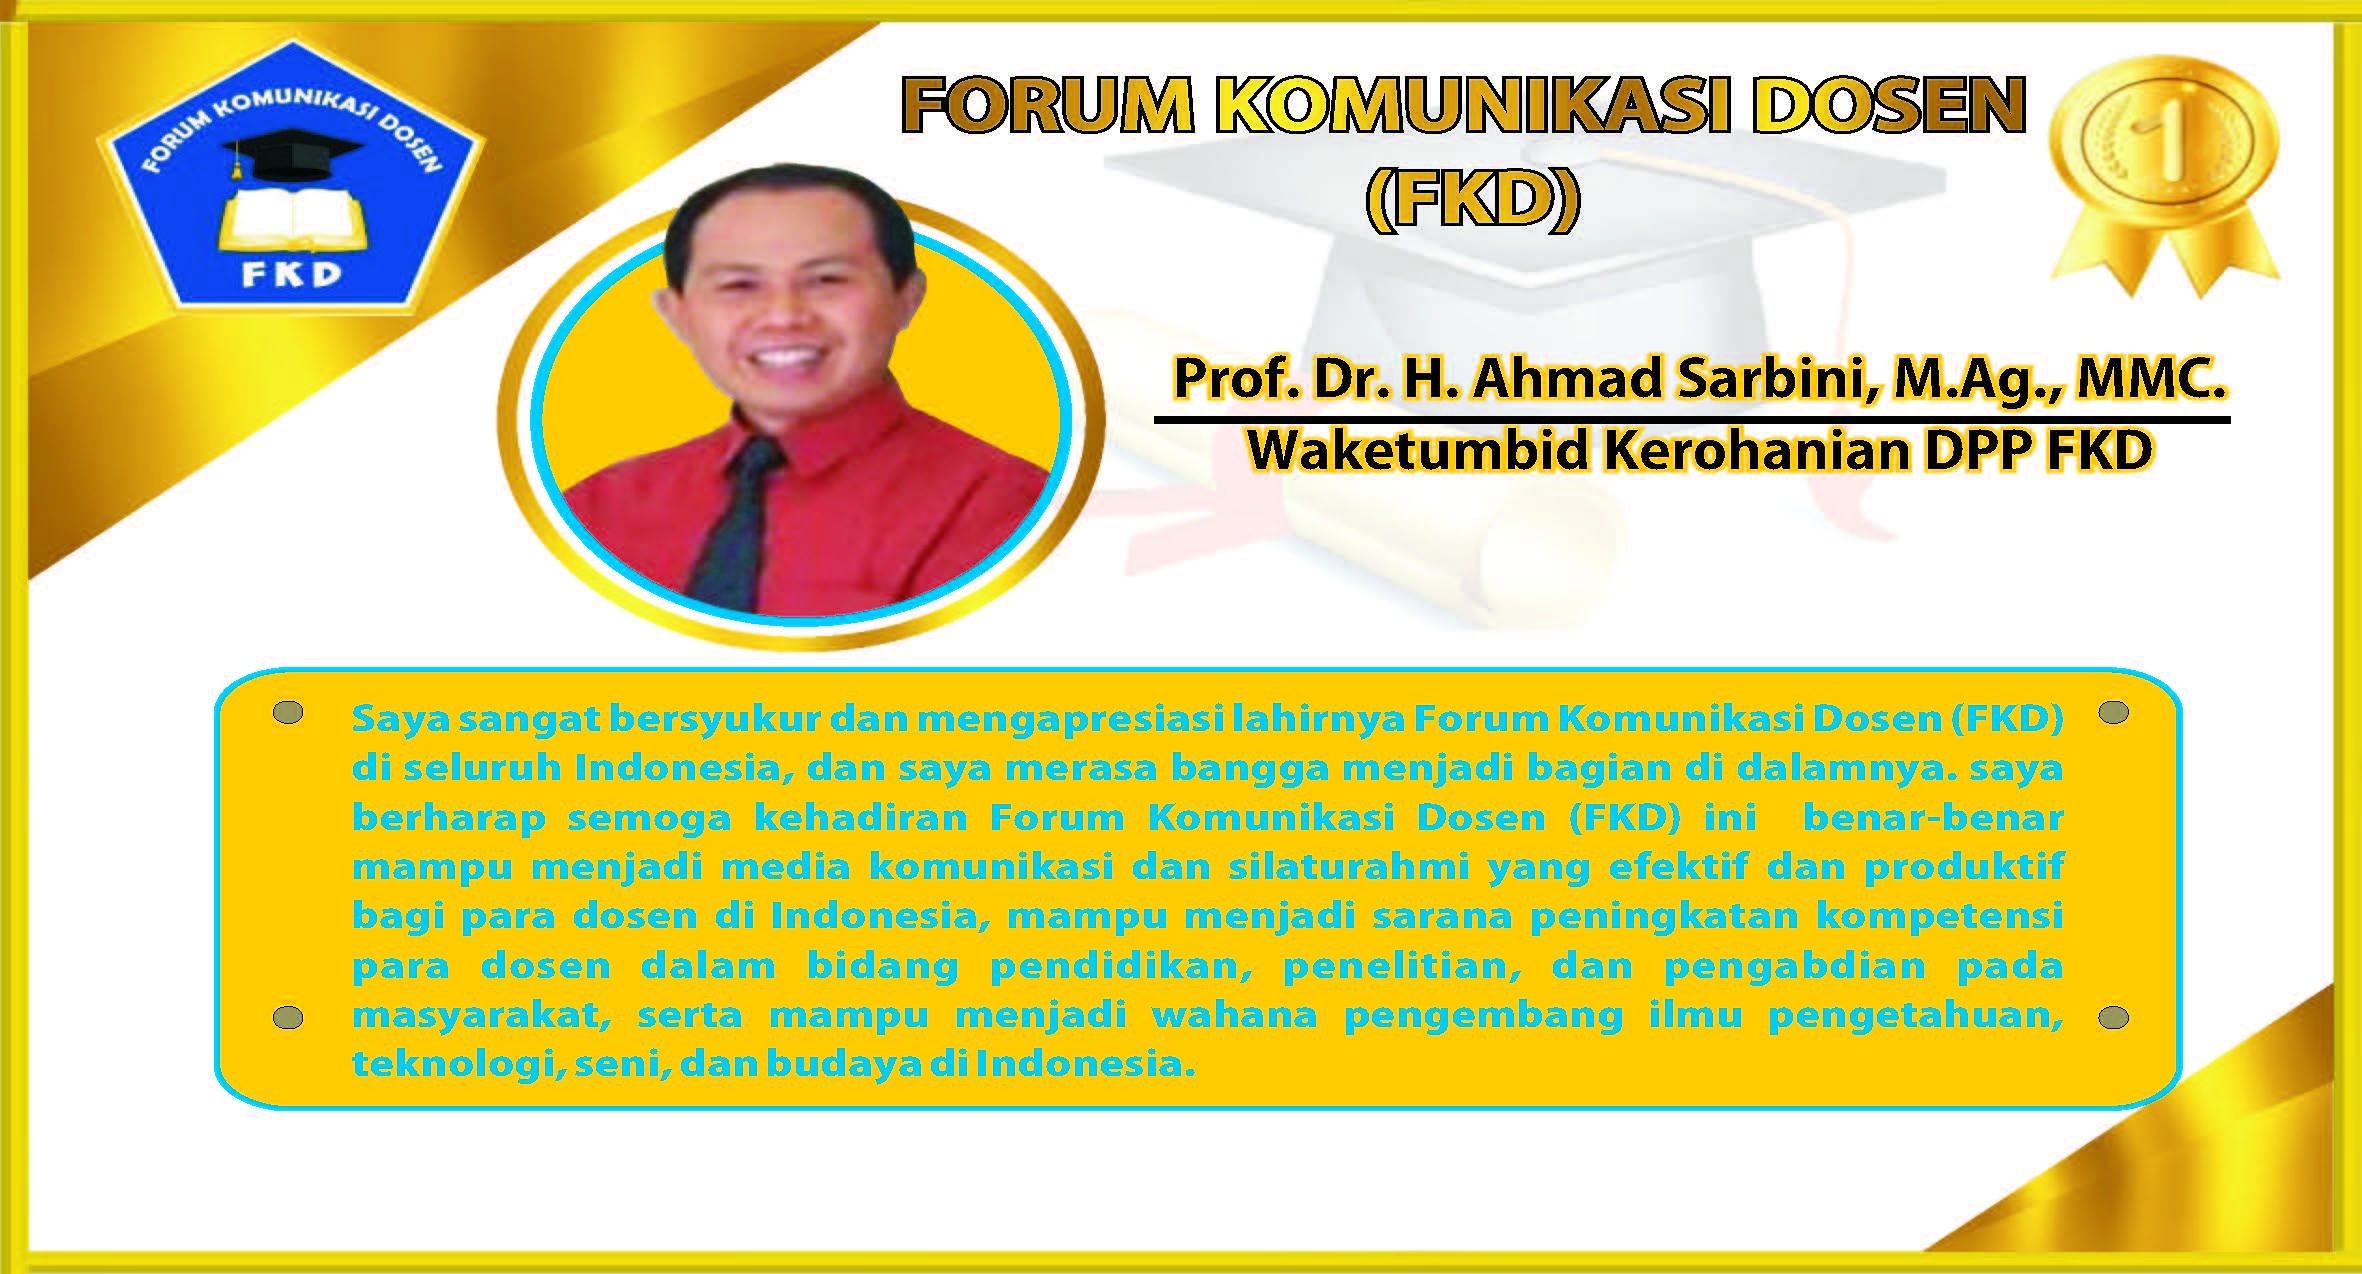 FORUM KOMUNIKASI DOSEN
FKD
FORUM KOMUNIKASI DOSEN
(FKD)
1
Prof. Dr. H. Ahmad Sarbini, M.Ag., MMC.
Waketumbid Kerohanian DPP FKD
Saya sangat bersyukur dan mengapresiasi lahirnya Forum Komunikasi Dosen (FKD)
di seluruh Indonesia, dan saya merasa bangga menjadi bagian di dalamnya. saya
berharap semoga kehadiran Forum Komunikasi Dosen (FKD) ini benar-benar
mampu menjadi media komunikasi dan silaturahmi yang efektif dan produktif
bagi para dosen di Indonesia, mampu menjadi sarana peningkatan kompetensi
para dosen dalam bidang pendidikan, penelitian, dan pengabdian pada
masyarakat, serta mampu menjadi wahana pengembang ilmu pengetahuan,
teknologi, seni, dan budaya di Indonesia.